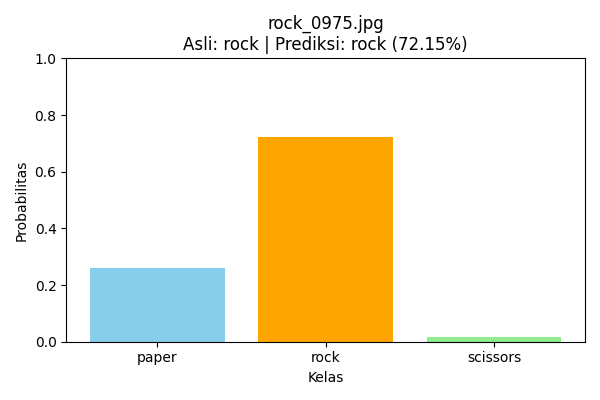 rock_0975.jpg
Asli: rock | Prediksi: rock (72.15%)
1.0
0.8
0.6
0.4
0.2
0.0
Probabilitas
paper rock scissors
Kelas